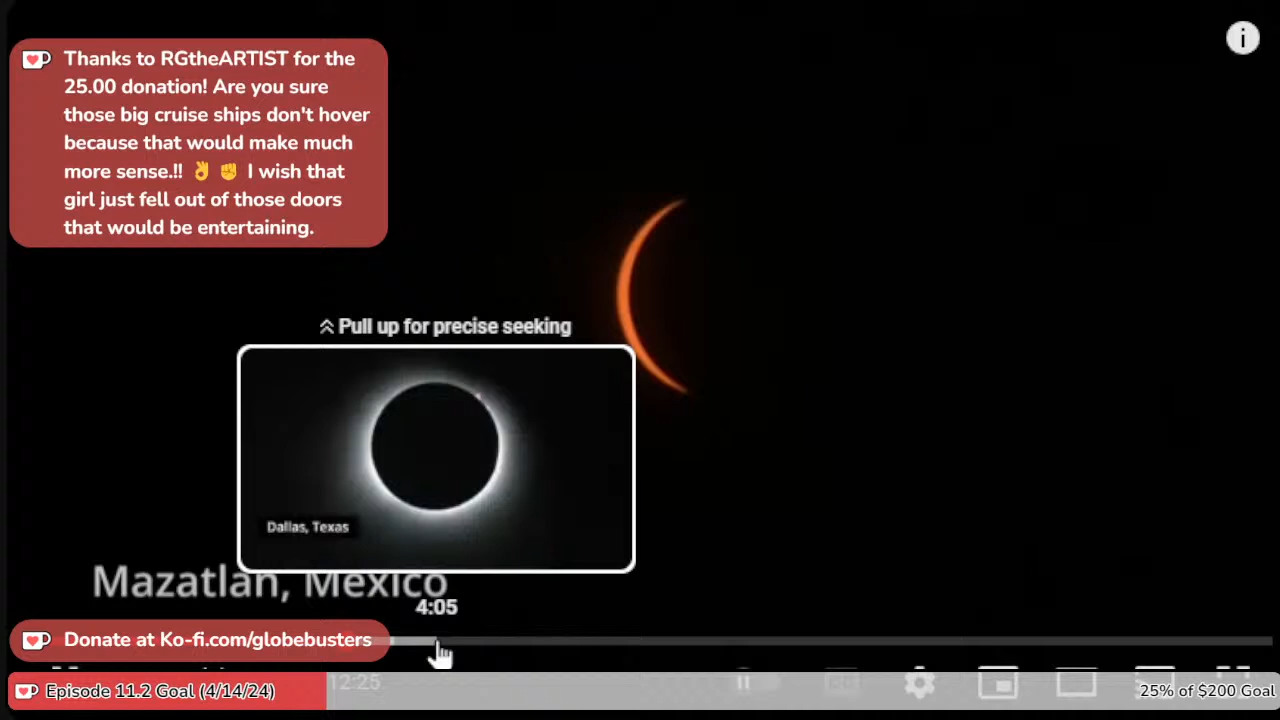 Thanks to RGtheARTIST for the
25.00 donation! Are you sure
those big cruise ships don't hover
because that would make much
more sense.!! 👌 ✊ I wish that
girl just fell out of those doors
that would be entertaining.
Pull up for precise seeking
Dallas, Texas
Mazatlan, Mexico
4:05
Donate at Ko-fi.com/globebusters
12:25
Episode 11.2 Goal (4/14/24)
25% of $200 Goal